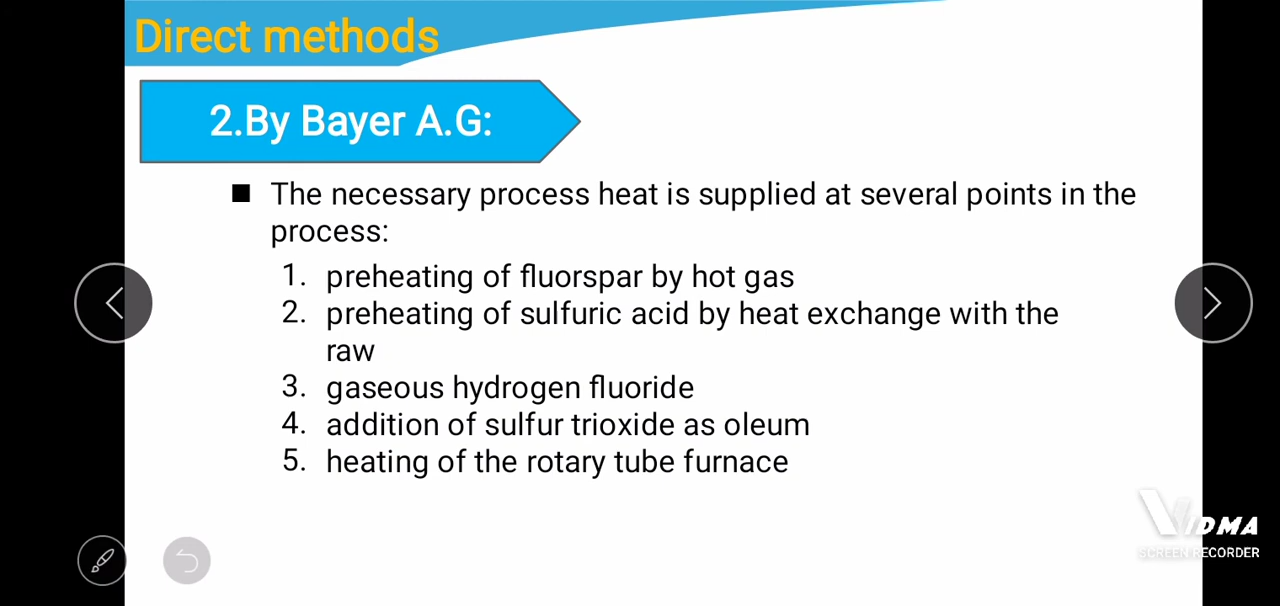 Direct methods
2.By Bayer A.G:
■ The necessary process heat is supplied at several points in the
process:
1. preheating of fluorspar by hot gas
2. preheating of sulfuric acid by heat exchange with the
raw
3. gaseous hydrogen fluoride
4. addition of sulfur trioxide as oleum
5. heating of the rotary tube furnace
VIDMA
SCREEN RECORDER